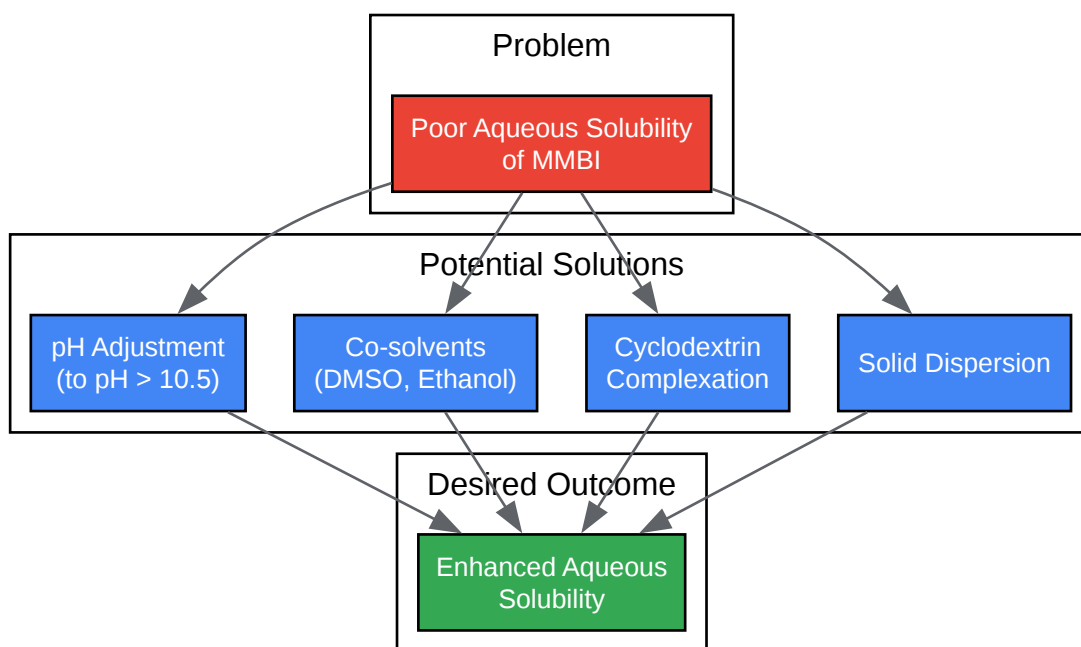 Problem
Poor Aqueous Solubility
of MMBI
Potential Solutions
pH Adjustment
(to pH > 10.5)
Co-solvents
(DMSO, Ethanol)
Cyclodextrin
Complexation
Solid Dispersion
Desired Outcome
Enhanced Aqueous
Solubility